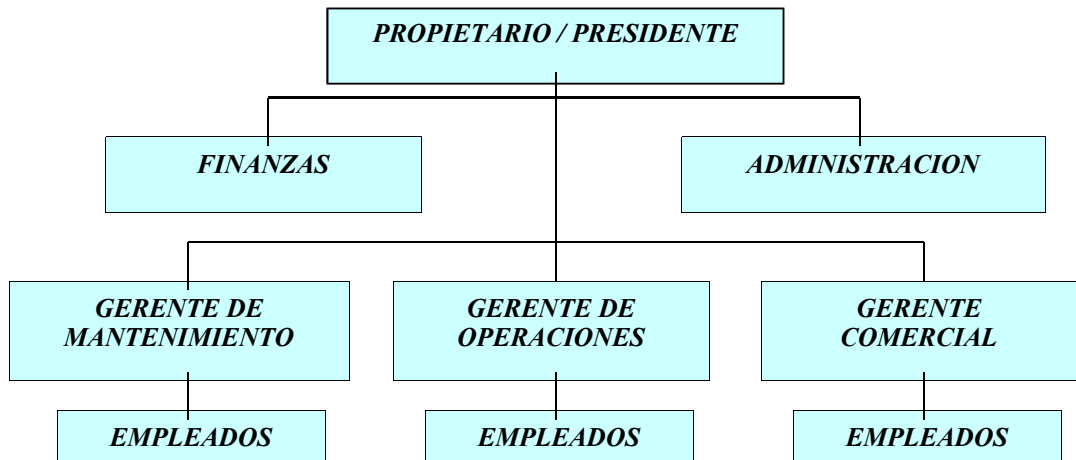 PROPIETARIO / PRESIDENTE
FINANZAS
ADMINISTRACION
GERENTE DE
MANTENIMIENTO
GERENTE DE
OPERACIONES
GERENTE
COMERCIAL
EMPLEADOS
EMPLEADOS
EMPLEADOS